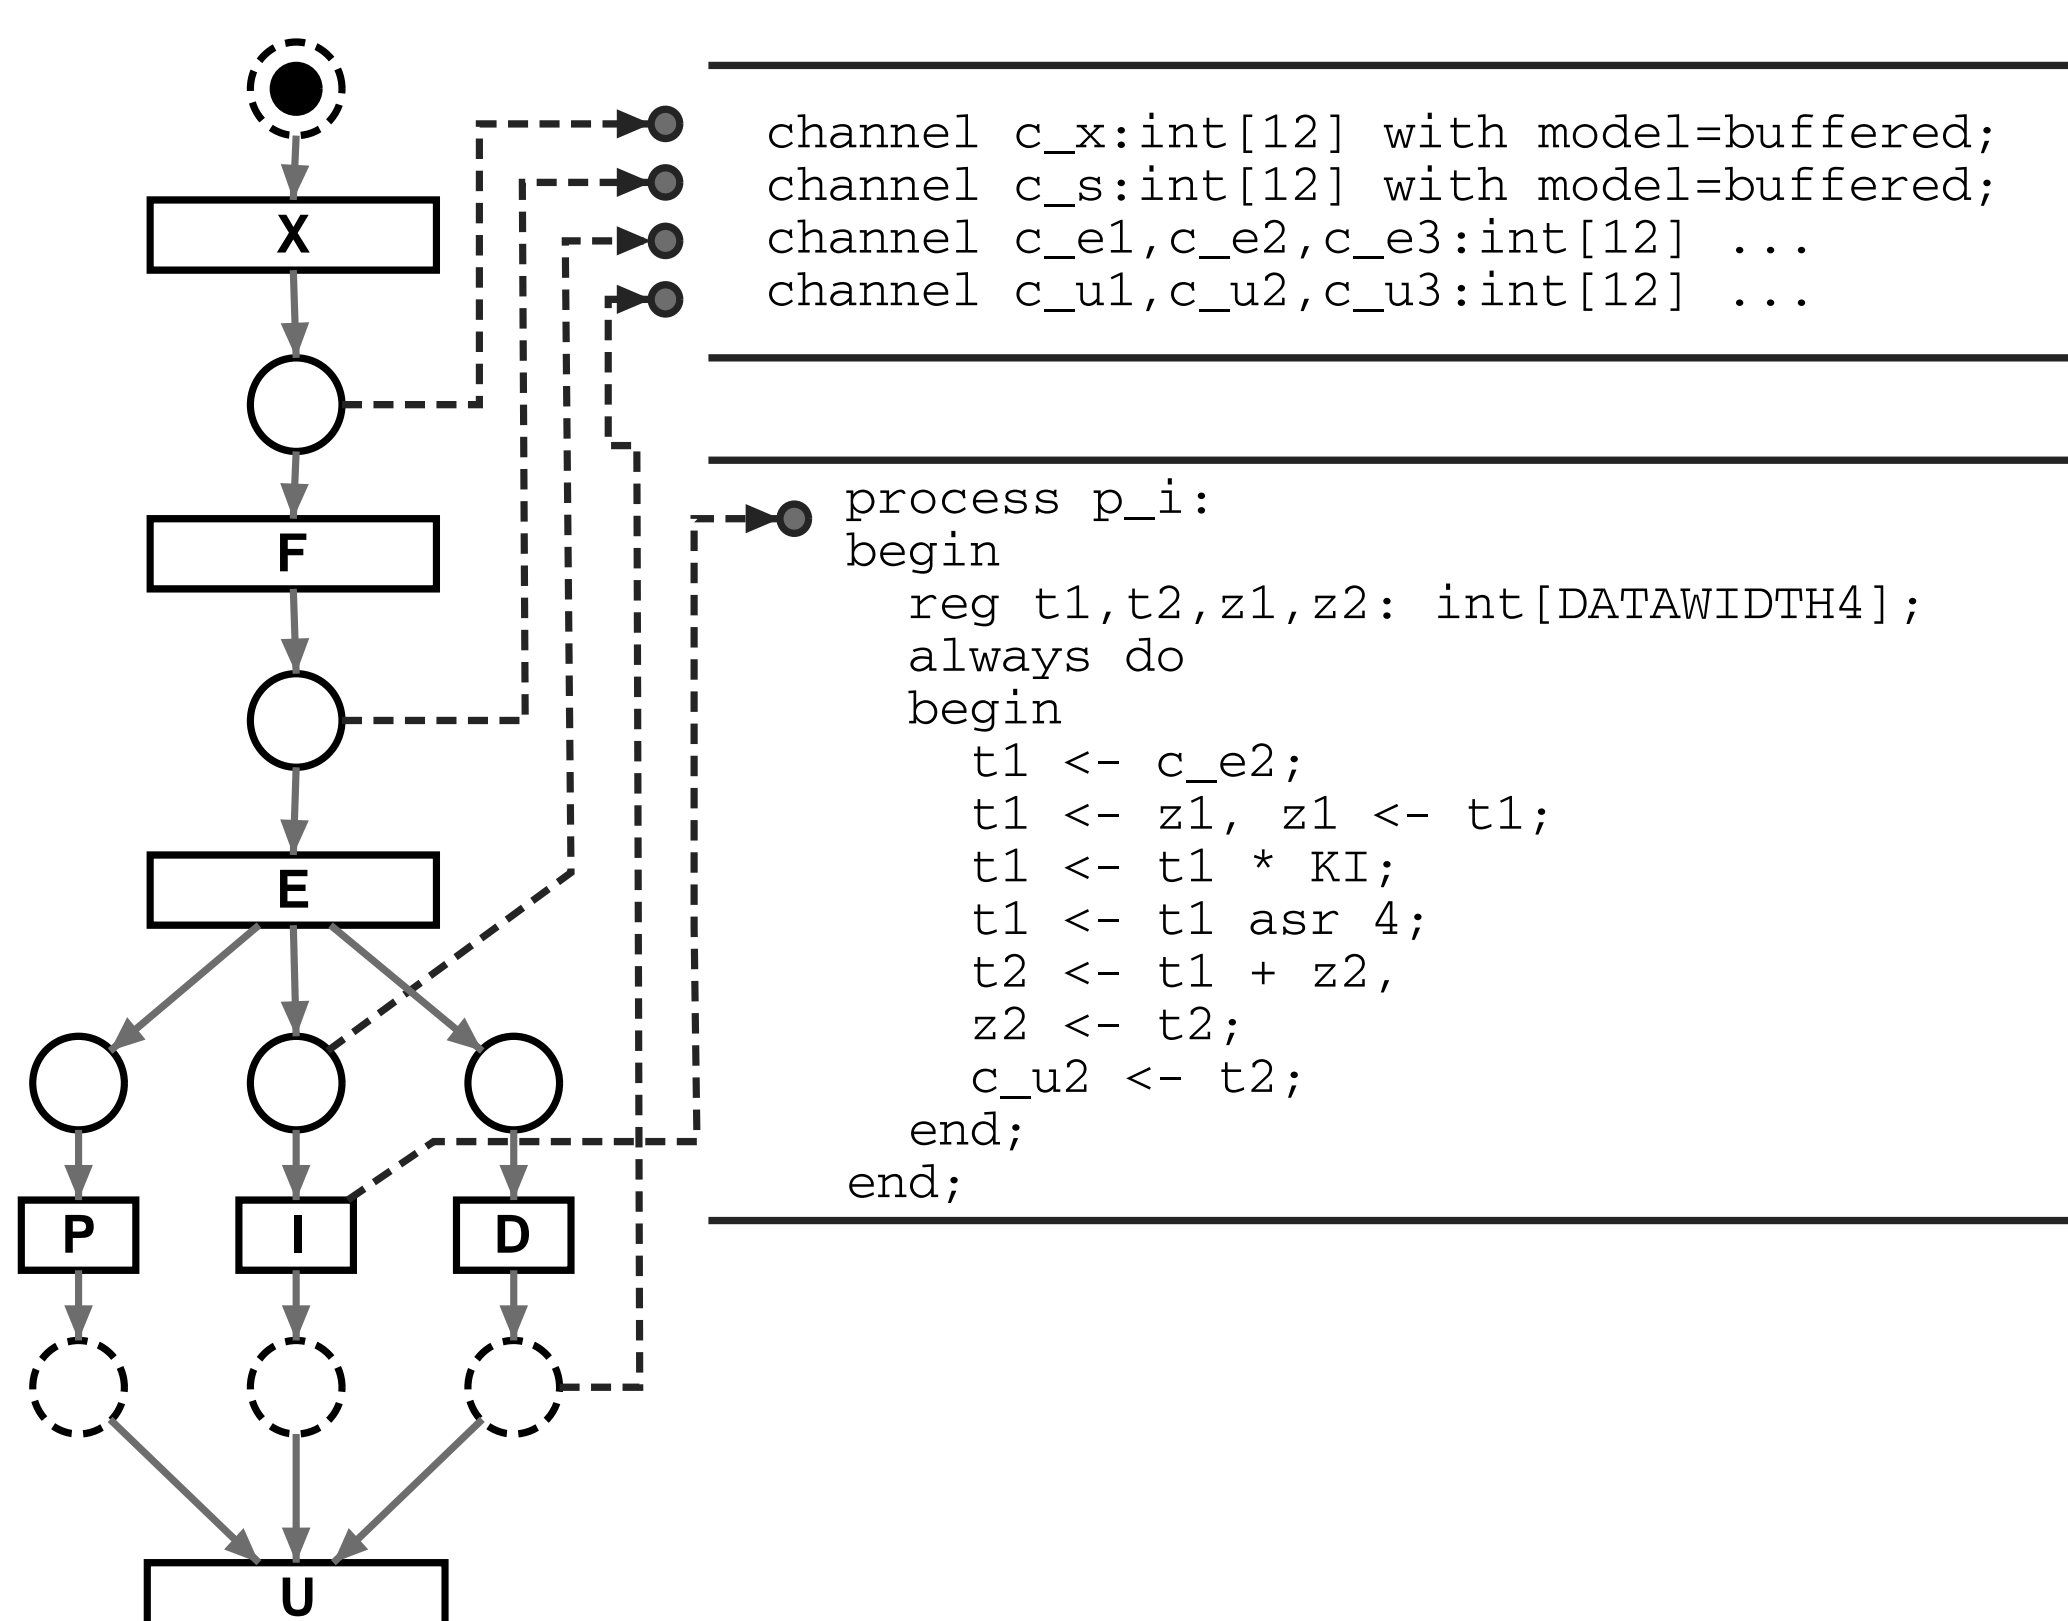 X
F
E
P I D
U
channel c_x:int[12] with model=buffered;
channel c_s:int[12] with model=buffered;
channel c_e1,c_e2,c_e3:int[12] ...
channel c_u1,c_u2,c_u3:int[12] ...
process p_i:
begin
reg t1,t2,z1,z2: int[DATAWIDTH4];
always do
begin
t1 <- c_e2;
t1 <- z1, z1 <- t1;
t1 <- t1 * KI;
t1 <- t1 asr 4;
t2 <- t1 + z2,
z2 <- t2;
c_u2 <- t2;
end;
end;